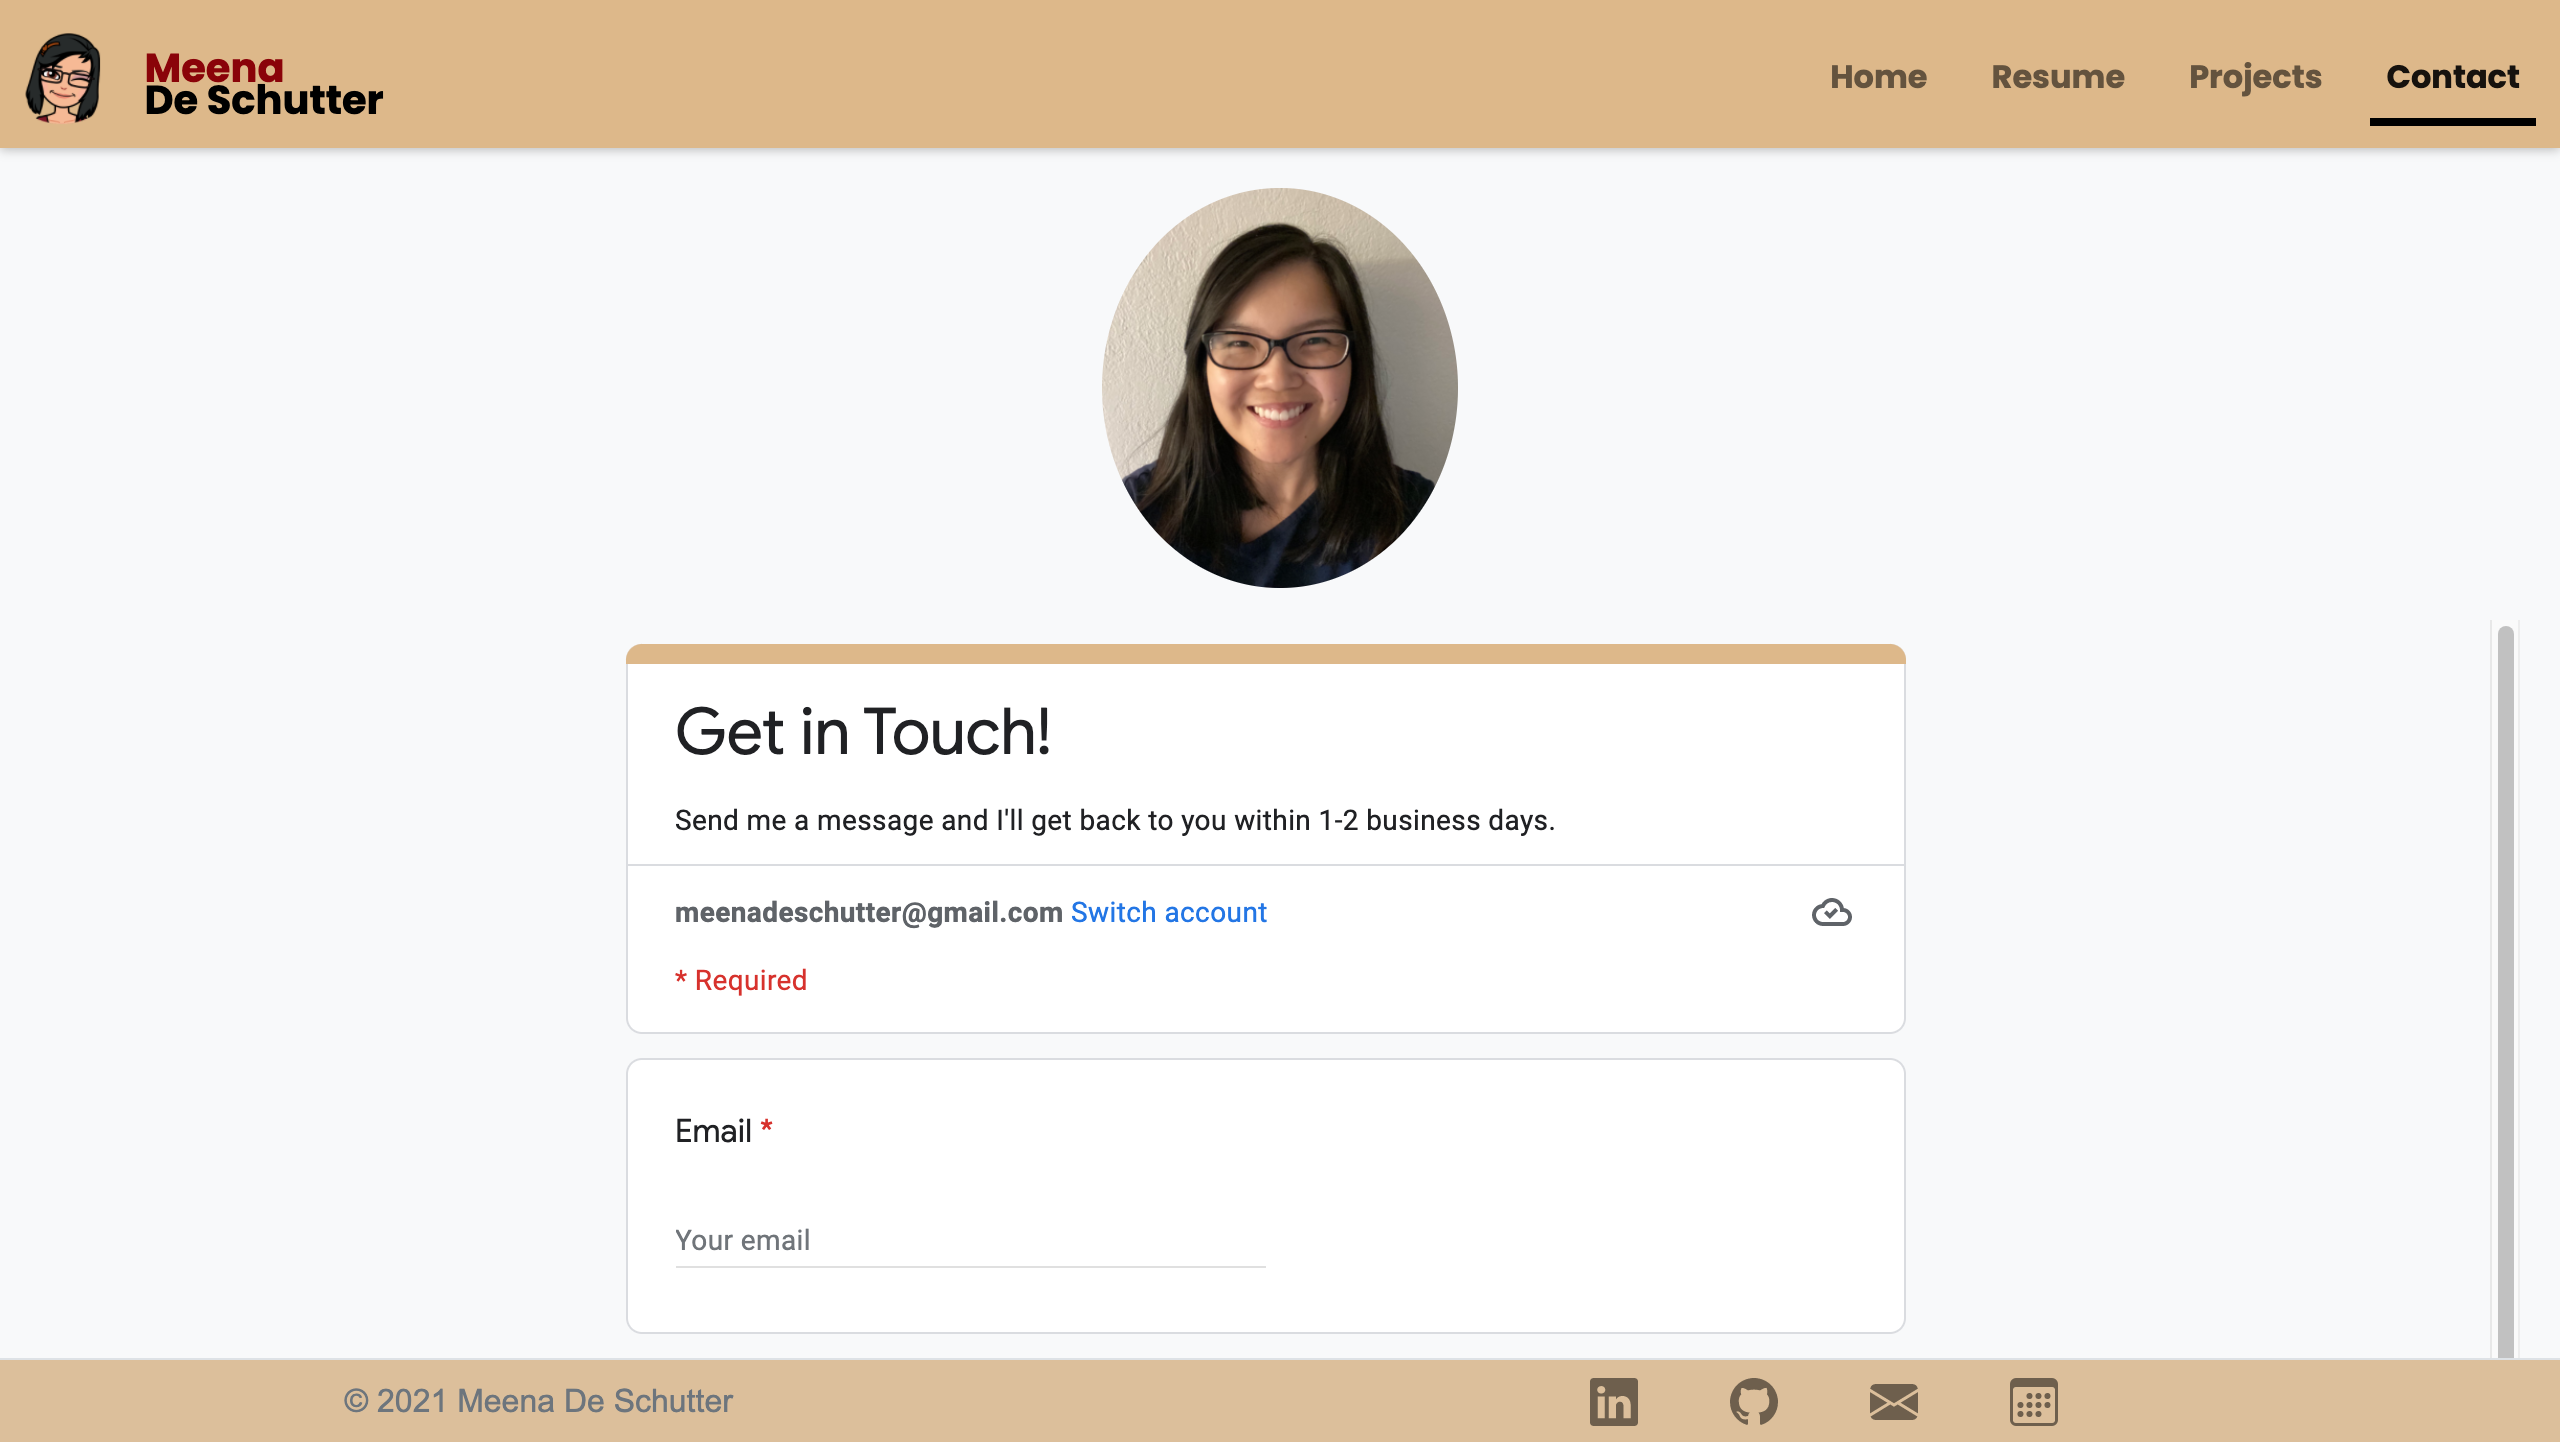 Meena
De Schutter
Home
Resume
Projects
Contact
Get in Touch!
Send me a message and I'll get back to you within 1-2 business days.
meenadeschutter@gmail.com Switch account
* Required
Email *
Your email
© 2021 Meena De Schutter
in